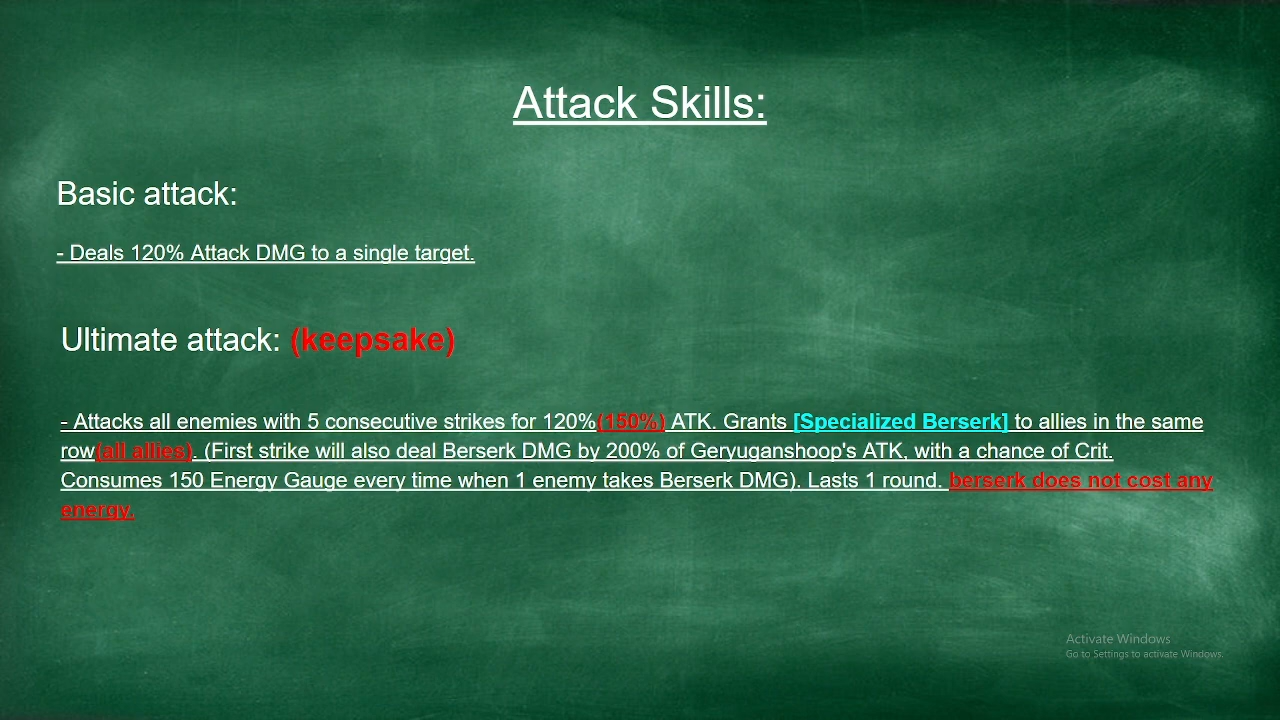 Attack Skills:
Basic attack:
- Deals 120% Attack DMG to a single target.
Ultimate attack: (keepsake)
- Attacks all enemies with 5 consecutive strikes for 120%(150%) ATK. Grants [Specialized Berserk] to allies in the same
row(all allies). (First strike will also deal Berserk DMG by 200% of Geryuganshoop's ATK, with a chance of Crit.
Consumes 150 Energy Gauge every time when 1 enemy takes Berserk DMG). Lasts 1 round. berserk does not cost any
energy.
Activate Windows
Go to Settings to activate Windows.